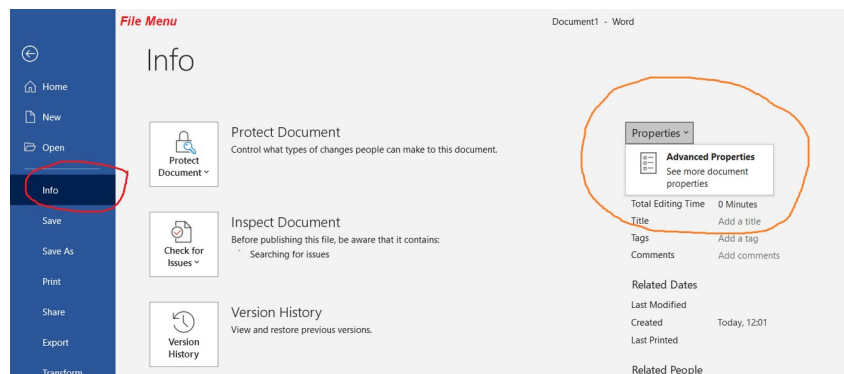 File Menu
Document1 - Word
Info
Home
New
Open
Info
Save
Save As
Print
Share
Export
Transform
Protect
Document
Protect Document
Control what types of changes people can make to this document.
Check for
Issues
Inspect Document
Before publishing this file, be aware that it contains:
Searching for issues
Version
History
Version History
View and restore previous versions.
Properties
Advanced Properties
See more document
properties
Total Editing Time 0 Minutes
Title Add a title
Tags Add a tag
Comments Add comments
Related Dates
Last Modified
Created Today, 12:01
Last Printed
Related People